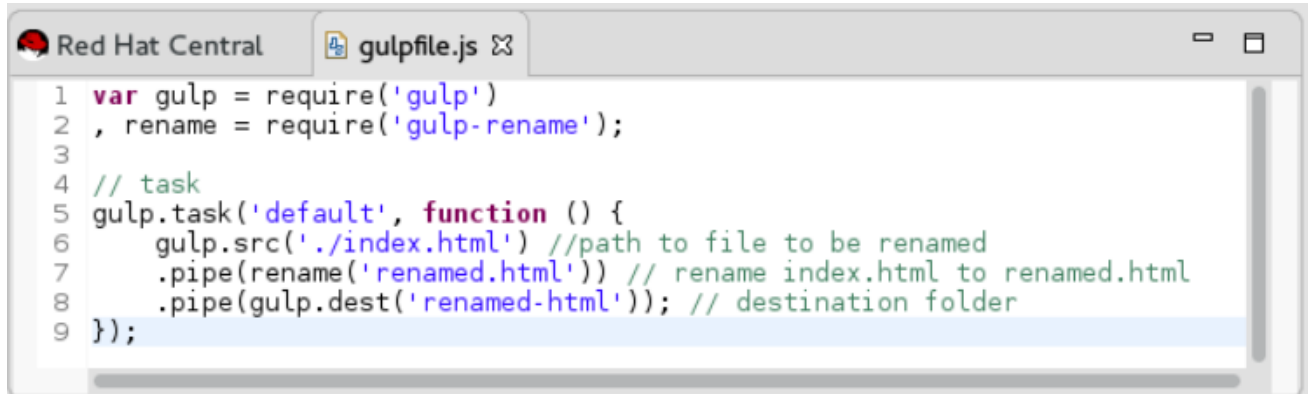 Red Hat Central gulpfile.js
1 var gulp = require('gulp')
2 , rename = require('gulp-rename');
3
4 // task
5 gulp.task('default', function () {
6 gulp.src('./index.html') //path to file to be renamed
7 .pipe(rename('renamed.html')) // rename index.html to renamed.html
8 .pipe(gulp.dest('renamed-html')); // destination folder
9 });